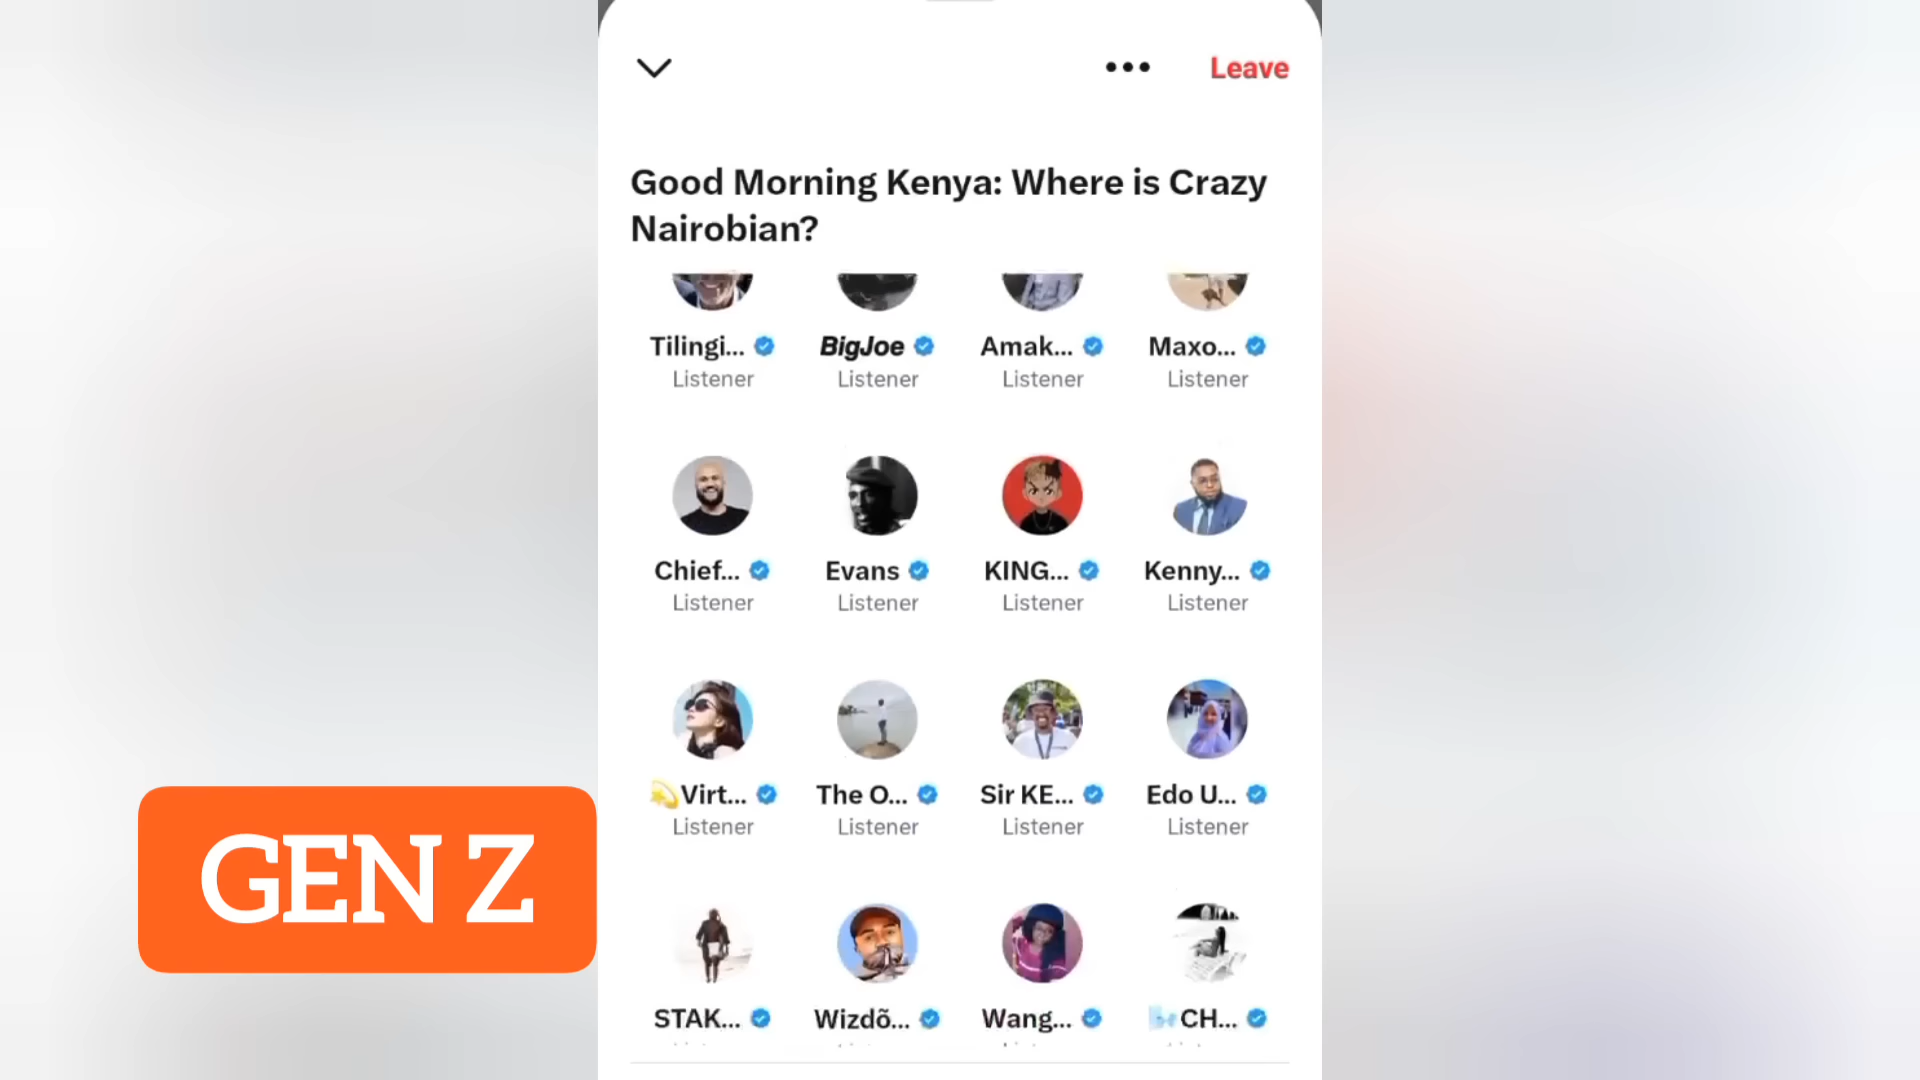 Leave
Good Morning Kenya: Where is Crazy
Nairobian?
Tilingi... BigJoe Amak... Maxo...
Listener Listener Listener Listener
Chief... Evans KING... Kenny...
Listener Listener Listener Listener
💫Virt... The O... Sir KE... Edo U...
Listener Listener Listener Listener
GEN Z
STAK... Wizdõ... Wang... CH...